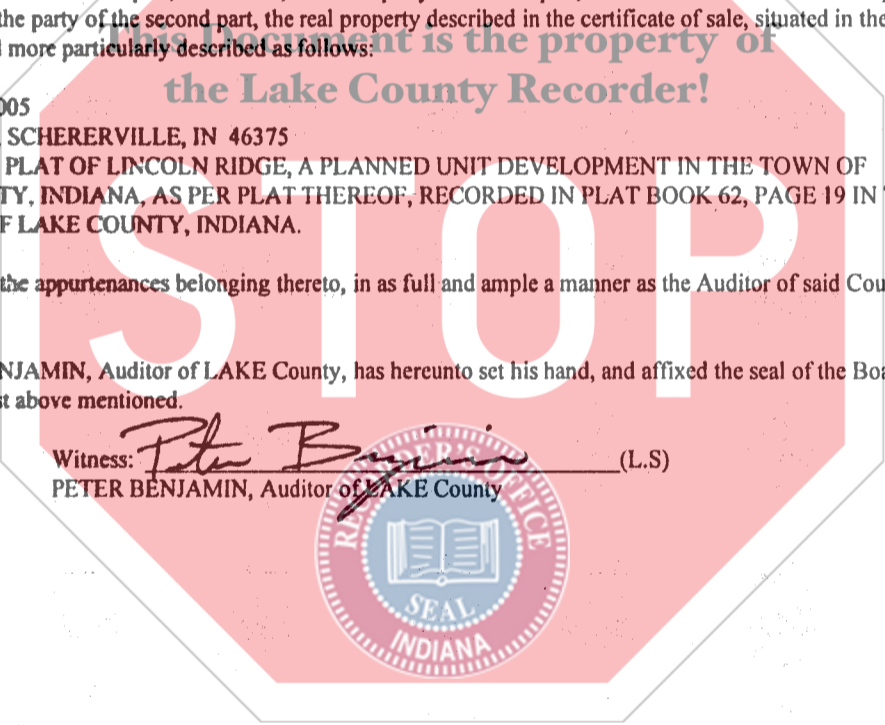 the party of the second part, the real property described in the certificate of sale, situated in the
more particularly described as follows:
This Document is the property of
the Lake County Recorder!
005
SCHERERVILLE, IN 46375
PLAT OF LINCOLN RIDGE, A PLANNED UNIT DEVELOPMENT IN THE TOWN OF
TY, INDIANA, AS PER PLAT THEREOF, RECORDED IN PLAT BOOK 62, PAGE 19 IN
F LAKE COUNTY, INDIANA.
STOP
the appurtenances belonging thereto, in as full and ample a manner as the Auditor of said Cou
NJAMIN, Auditor of LAKE County, has hereunto set his hand, and affixed the seal of the Boa
st above mentioned.
Witness: Peter Benjamin (L.S)
PETER BENJAMIN, Auditor of LAKE County
RECORDER'S OFFICE
SEAL
INDIANA